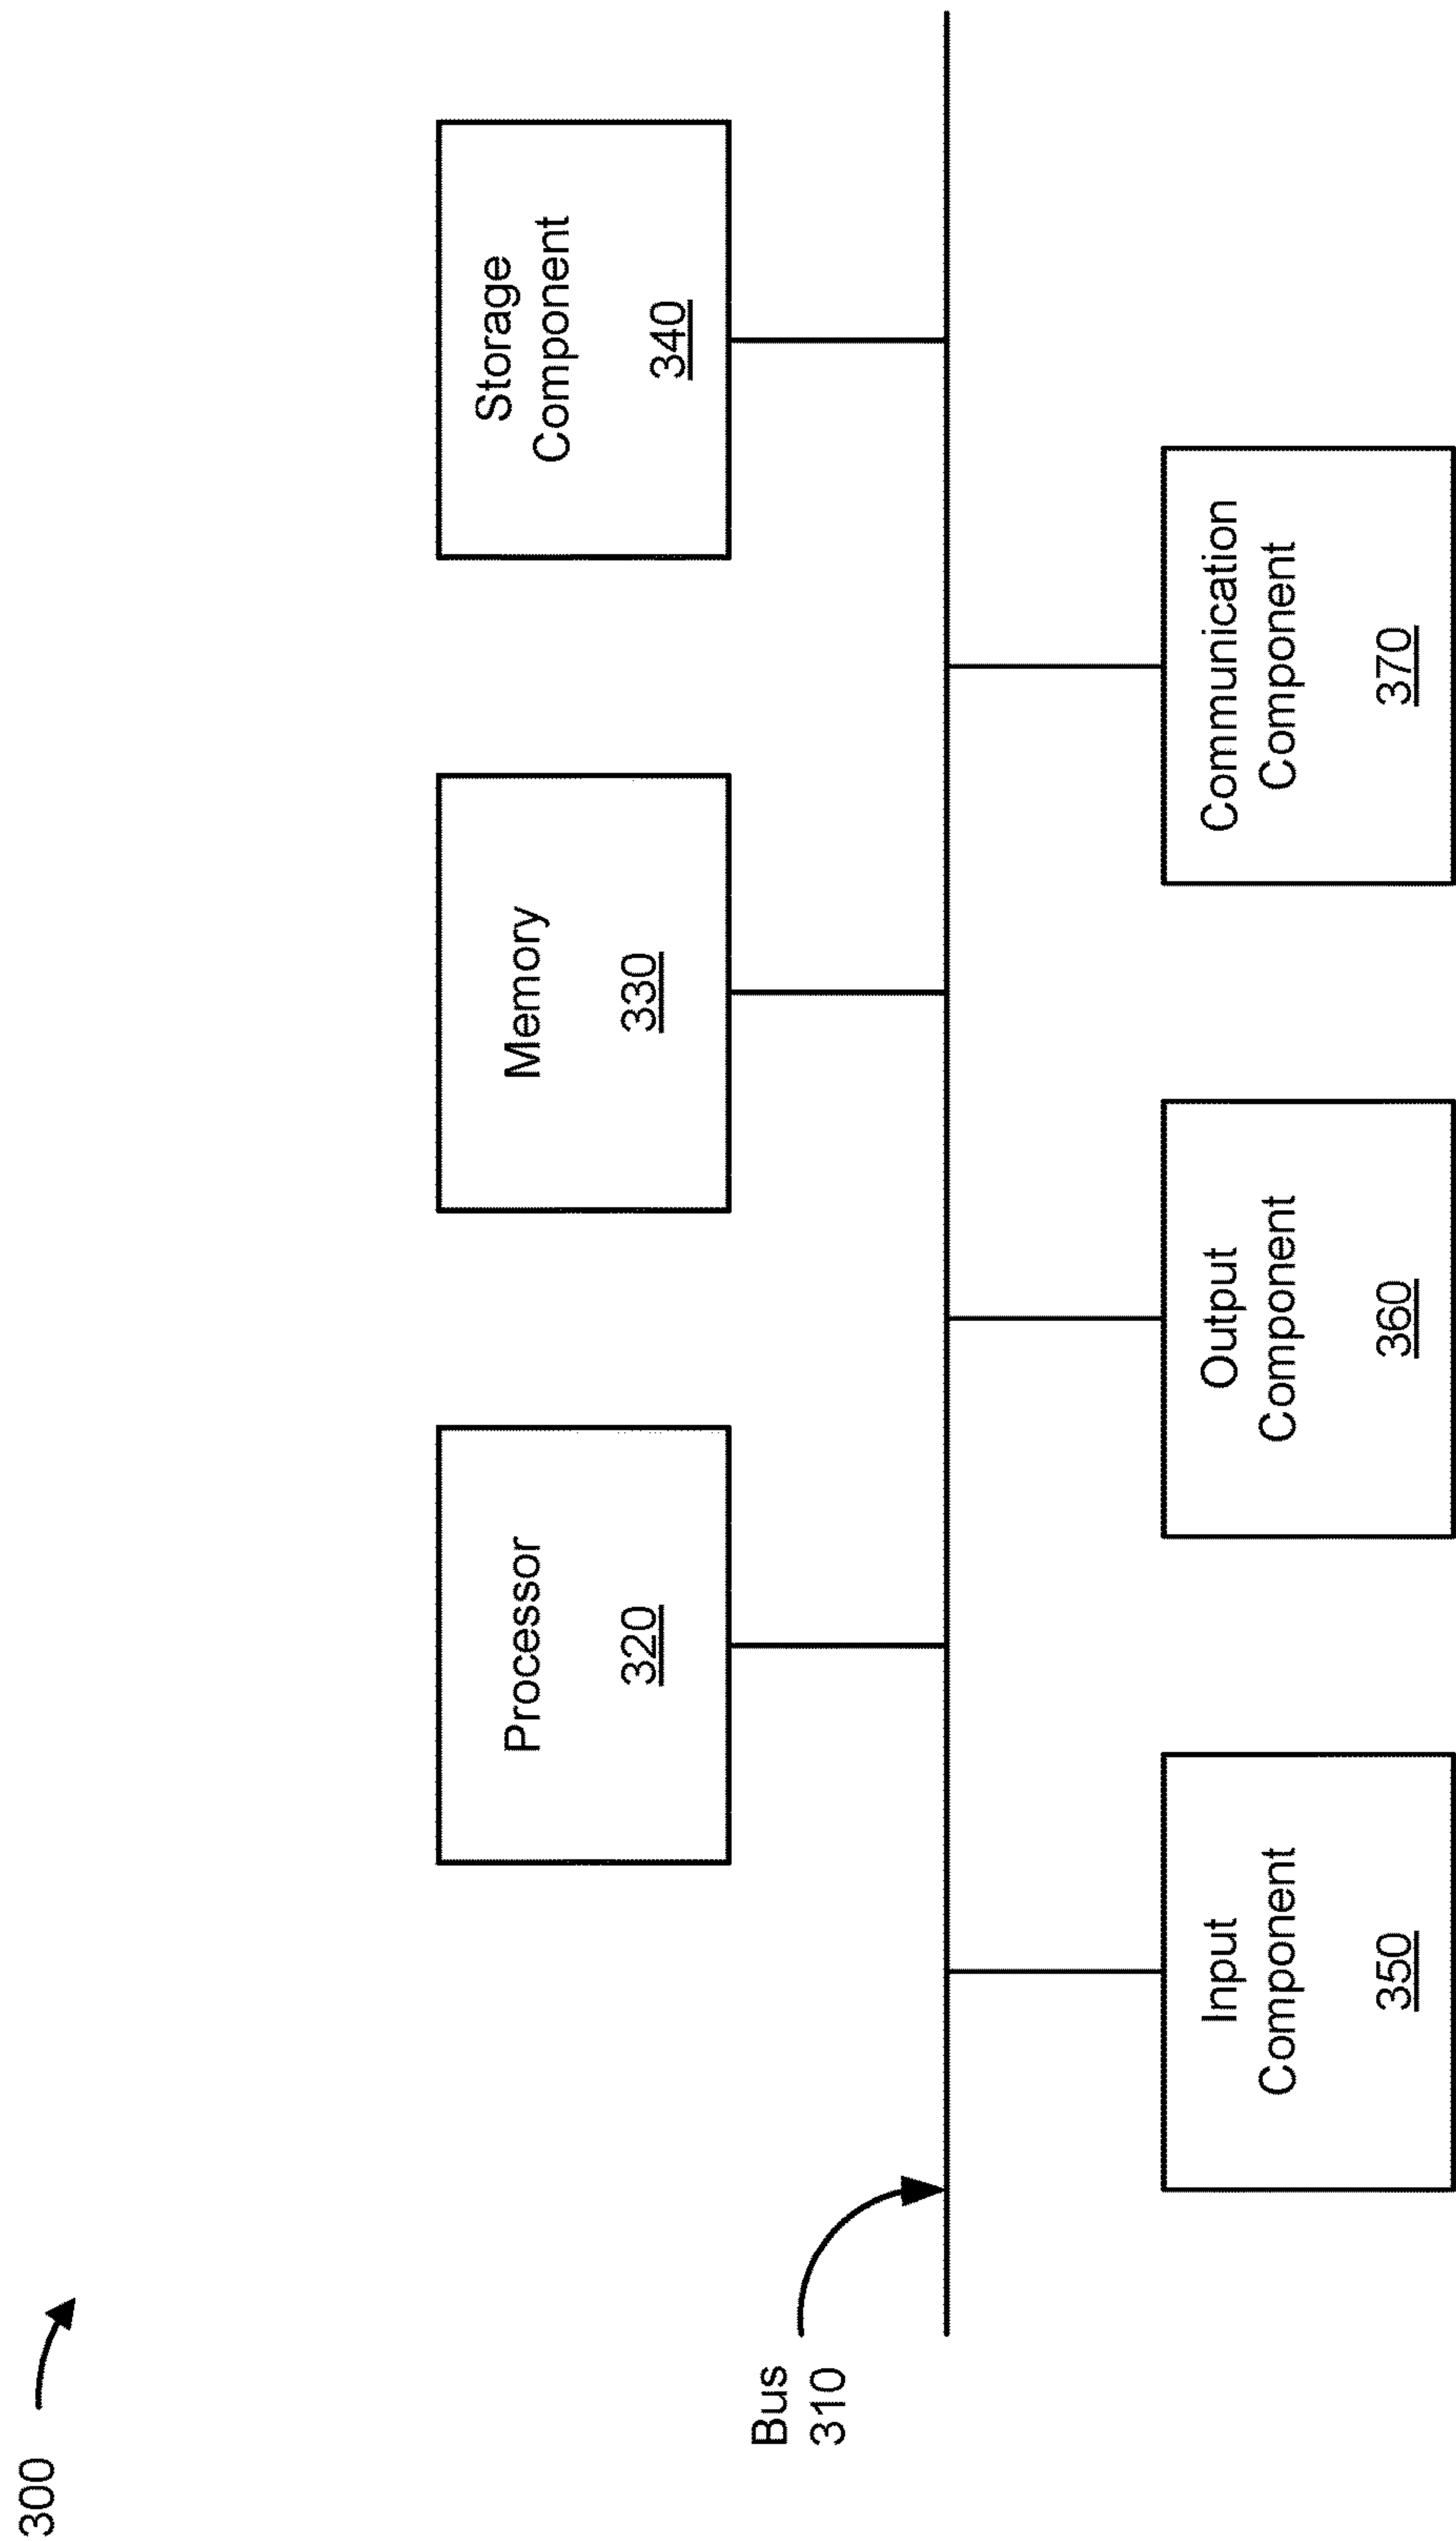 300
Processor
320
Memory
330
Storage
Component
340
Bus
310
Input
Component
350
Output
Component
360
Communication
Component
370